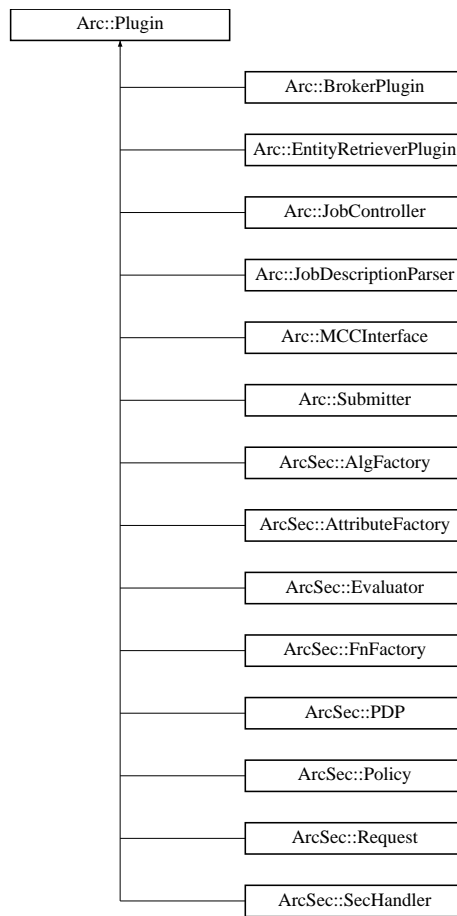 Arc::Plugin
Arc::BrokerPlugin
Arc::EntityRetrieverPlugin
Arc::JobController
Arc::JobDescriptionParser
Arc::MCCInterface
Arc::Submitter
ArcSec::AlgFactory
ArcSec::AttributeFactory
ArcSec::Evaluator
ArcSec::FnFactory
ArcSec::PDP
ArcSec::Policy
ArcSec::Request
ArcSec::SecHandler